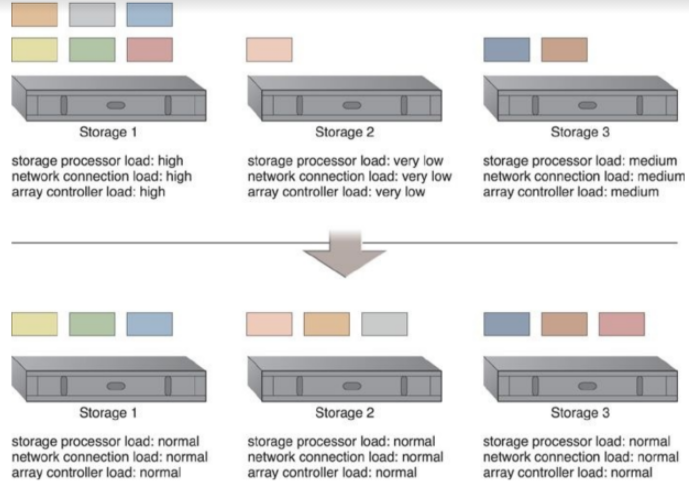 Storage 1
storage processor load: high
network connection load: high
array controller load: high
Storage 2
storage processor load: very low
network connection load: very low
array controller load: very low
Storage 3
storage processor load: medium
network connection load: medium
array controller load: medium
Storage 1
storage processor load: normal
network connection load: normal
array controller load: normal
Storage 2
storage processor load: normal
network connection load: normal
array controller load: normal
Storage 3
storage processor load: normal
network connection load: normal
array controller load: normal